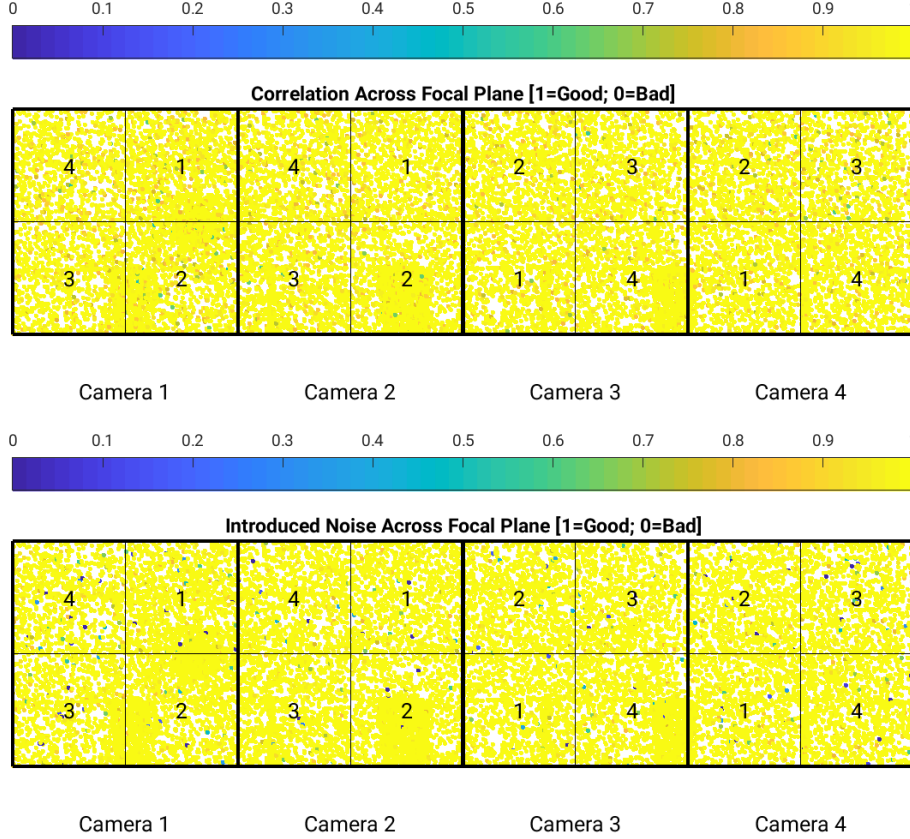 0 0.1 0.2 0.3 0.4 0.5 0.6 0.7 0.8 0.9
Correlation Across Focal Plane [1=Good; 0=Bad]
4 1 4 1 2 3 2 3
3 2 3 2 1 4 1 4
Camera 1 Camera 2 Camera 3 Camera 4
0 0.1 0.2 0.3 0.4 0.5 0.6 0.7 0.8 0.9
Introduced Noise Across Focal Plane [1=Good; 0=Bad]
4 1 4 1 2 3 2 3
3 2 3 2 1 4 1 4
Camera 1 Camera 2 Camera 3 Camera 4